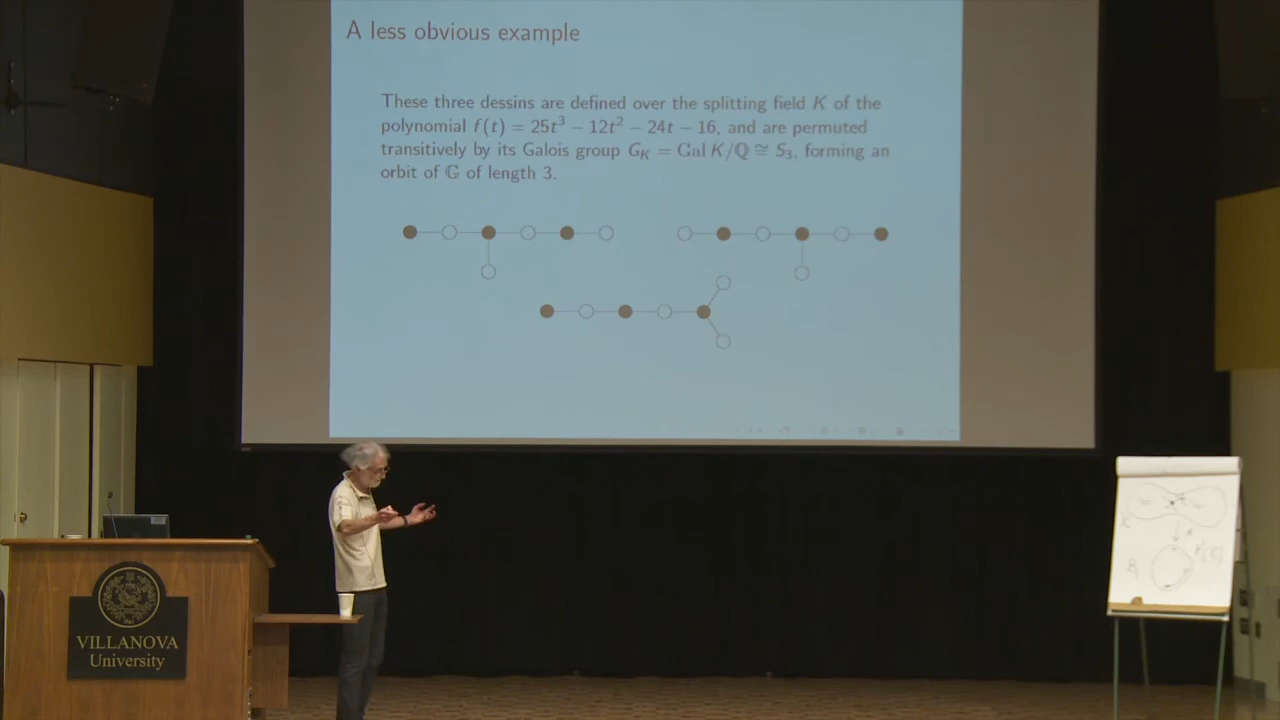 A less obvious example
These three dessins are defined over the splitting field K of the
polynomial f(t) = 25t³ − 12t² − 24t − 16, and are permuted
transitively by its Galois group G_K = Gal K/ℚ ≅ S₃, forming an
orbit of 𝔾 of length 3.
VILLANOVA
University